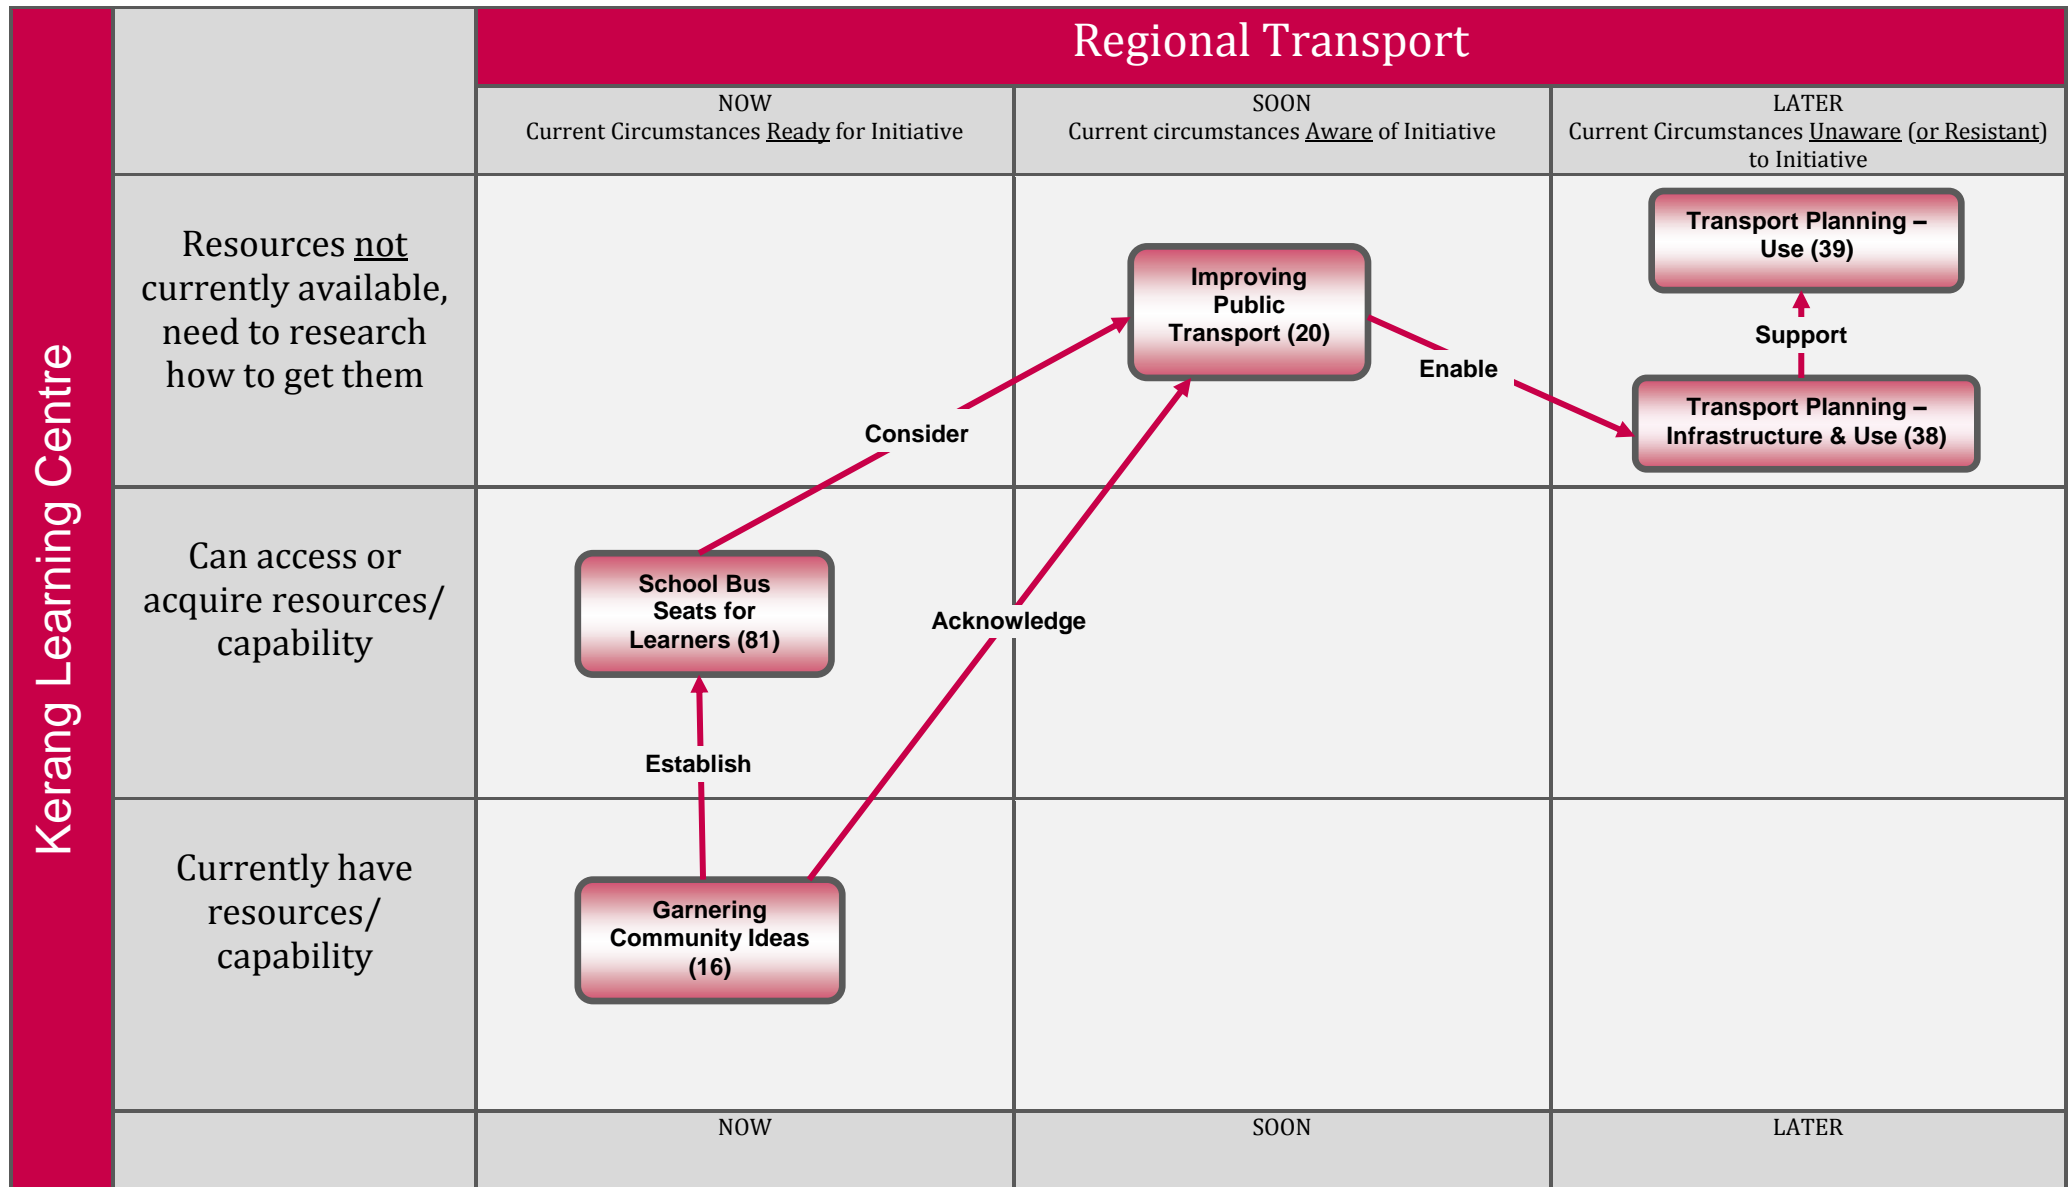 Kerang Learning Centre
Regional Transport
NOW
Current Circumstances Ready for Initiative
SOON
Current circumstances Aware of Initiative
LATER
Current Circumstances Unaware (or Resistant)
to Initiative
Resources not
currently available,
need to research
how to get them
Improving
Public
Transport (20)
Transport Planning –
Use (39)
Support
Enable
Transport Planning –
Infrastructure & Use (38)
Consider
Can access or
acquire resources/
capability
School Bus
Seats for
Learners (81)
Acknowledge
Establish
Currently have
resources/
capability
Garnering
Community Ideas
(16)
NOW
SOON
LATER